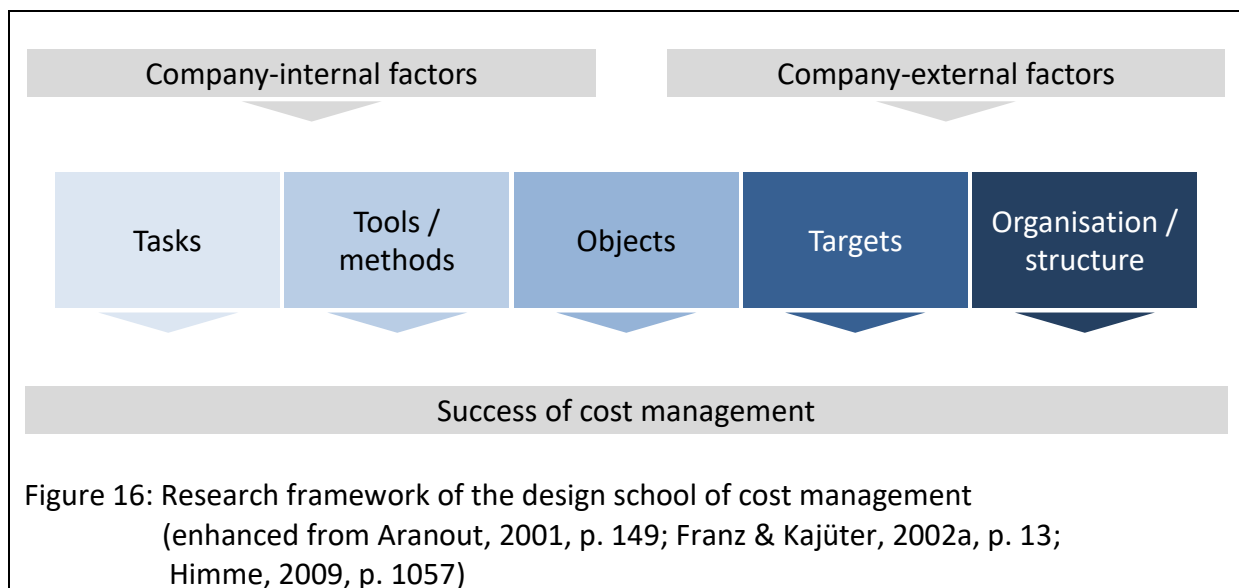 Company-internal factors
Company-external factors
Tasks
Tools /
methods
Objects
Targets
Organisation /
structure
Success of cost management
Figure 16: Research framework of the design school of cost management
(enhanced from Aranout, 2001, p. 149; Franz & Kajüter, 2002a, p. 13;
Himme, 2009, p. 1057)